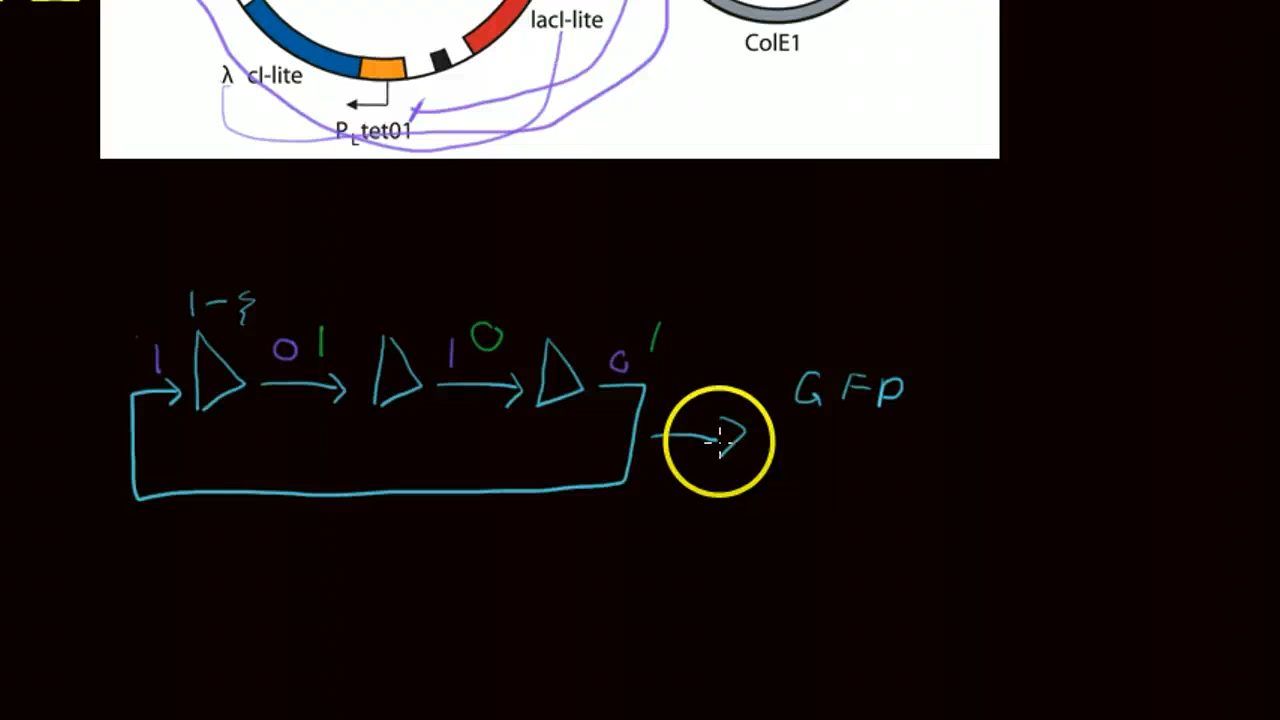 lacI-lite
ColE1
λ cI-lite
PLtet01
1-ξ
1 0 1 1 0 0 1
GFP